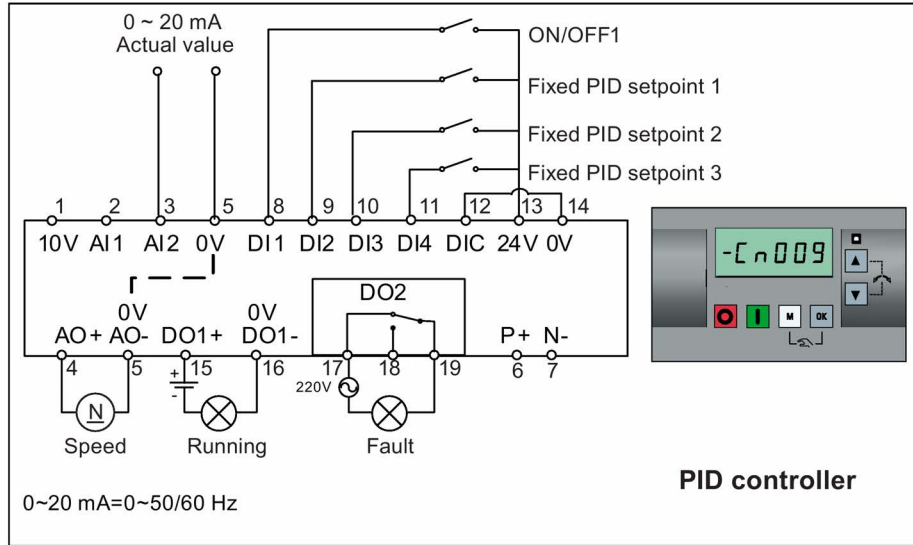 0 ~ 20 mA
Actual value
ON/OFF1
Fixed PID setpoint 1
Fixed PID setpoint 2
Fixed PID setpoint 3
1 2 3 5 8 9 10 11 12 13 14
10V AI1 AI2 0V DI1 DI2 DI3 DI4 DIC 24V 0V
-Cn009
M OK
DO2
0V 0V
AO+ AO- DO1+ DO1- P+ N-
4 5 15 16 17 18 19 6 7
+
-
220V
N
Speed Running Fault
PID controller
0~20 mA=0~50/60 Hz